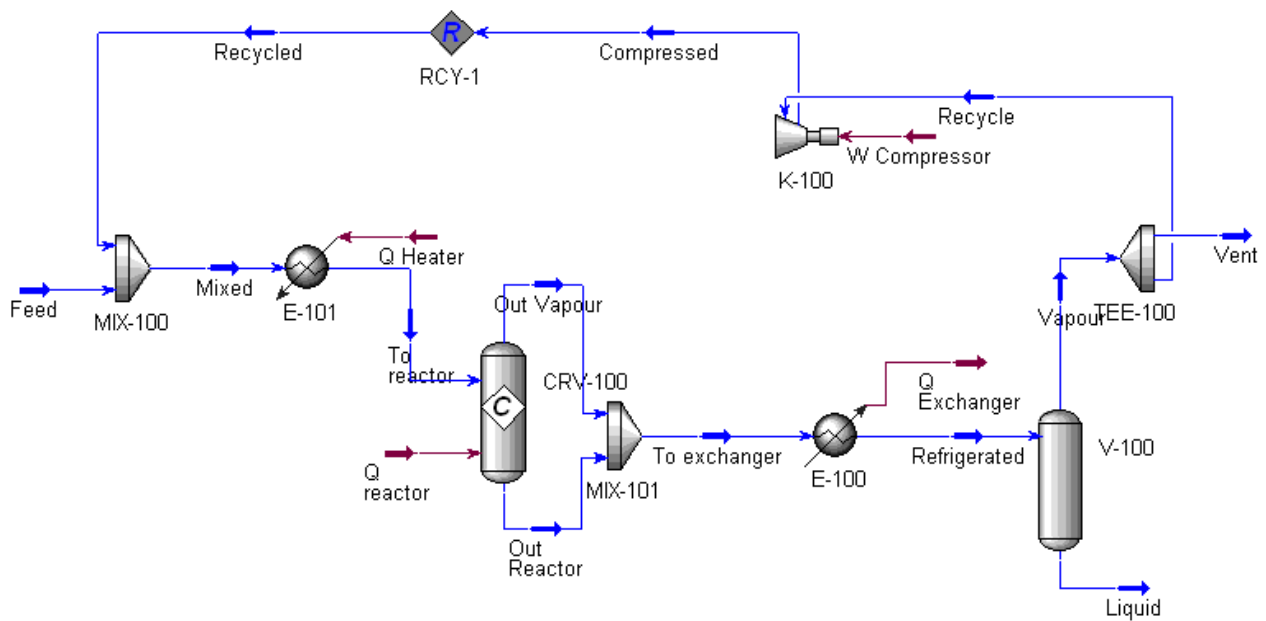 R
Recycled
Compressed
RCY-1
Recycle
W Compressor
K-100
Q Heater
Vent
Feed
Mixed
MIX-100
E-101
Out Vapour
Vapour
TEE-100
To
reactor
CRV-100
C
Q
Exchanger
To exchanger
Refrigerated
V-100
Q
reactor
MIX-101
E-100
Out
Reactor
Liquid